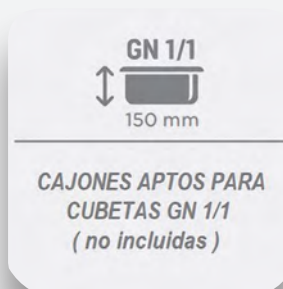 GN 1/1
150 mm
CAJONES APTOS PARA
CUBETAS GN 1/1
( no incluidas )